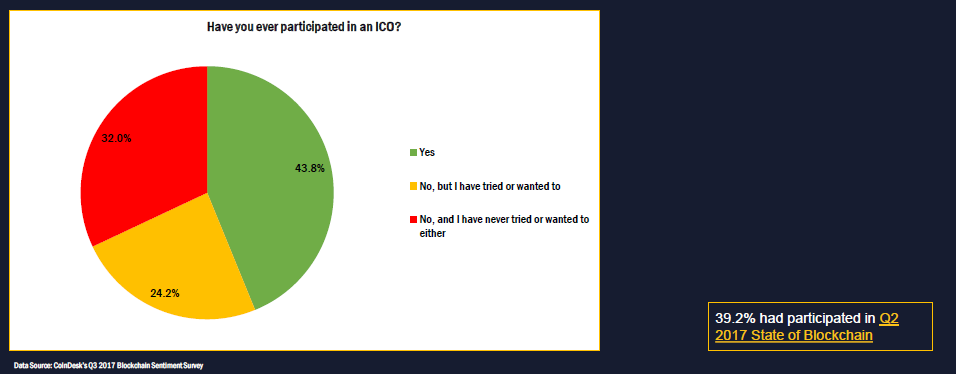 Have you ever participated in an ICO?
32.0%
43.8%
24.2%
Yes
No, but I have tried or wanted to
No, and I have never tried or wanted to
either
39.2% had participated in Q2
2017 State of Blockchain
Data Source: CoinDesk's Q3 2017 Blockchain Sentiment Survey